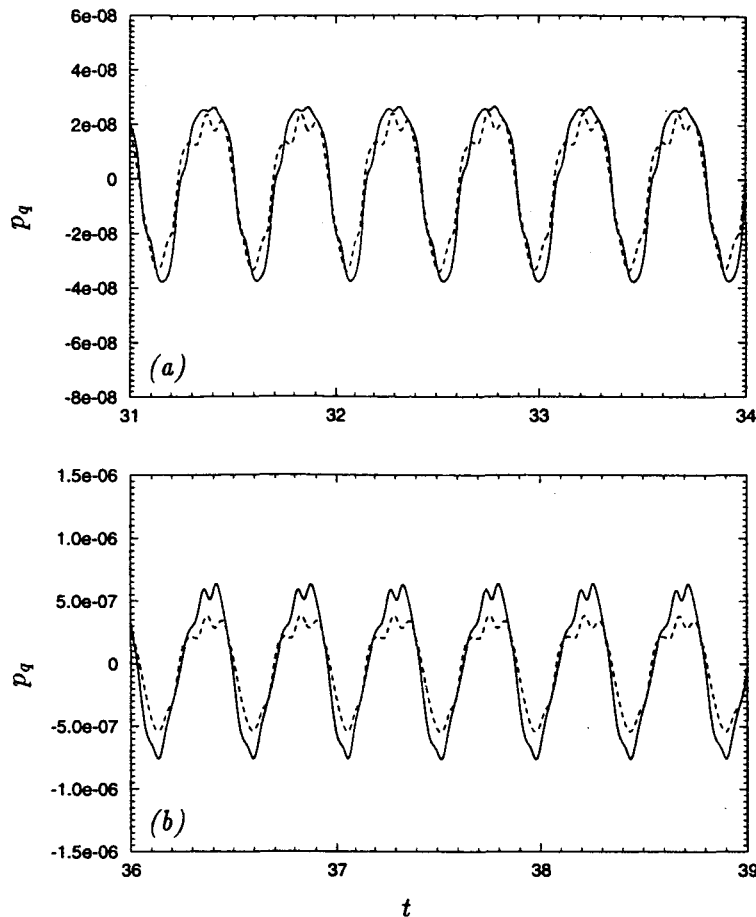 6e-08
4e-08
2e-08
0
-2e-08
-4e-08
-6e-08
-8e-08
p_q
(a)
31 32 33 34
1.5e-06
1.0e-06
5.0e-07
0
-5.0e-07
-1.0e-06
-1.5e-06
p_q
(b)
36 37 38 39
t